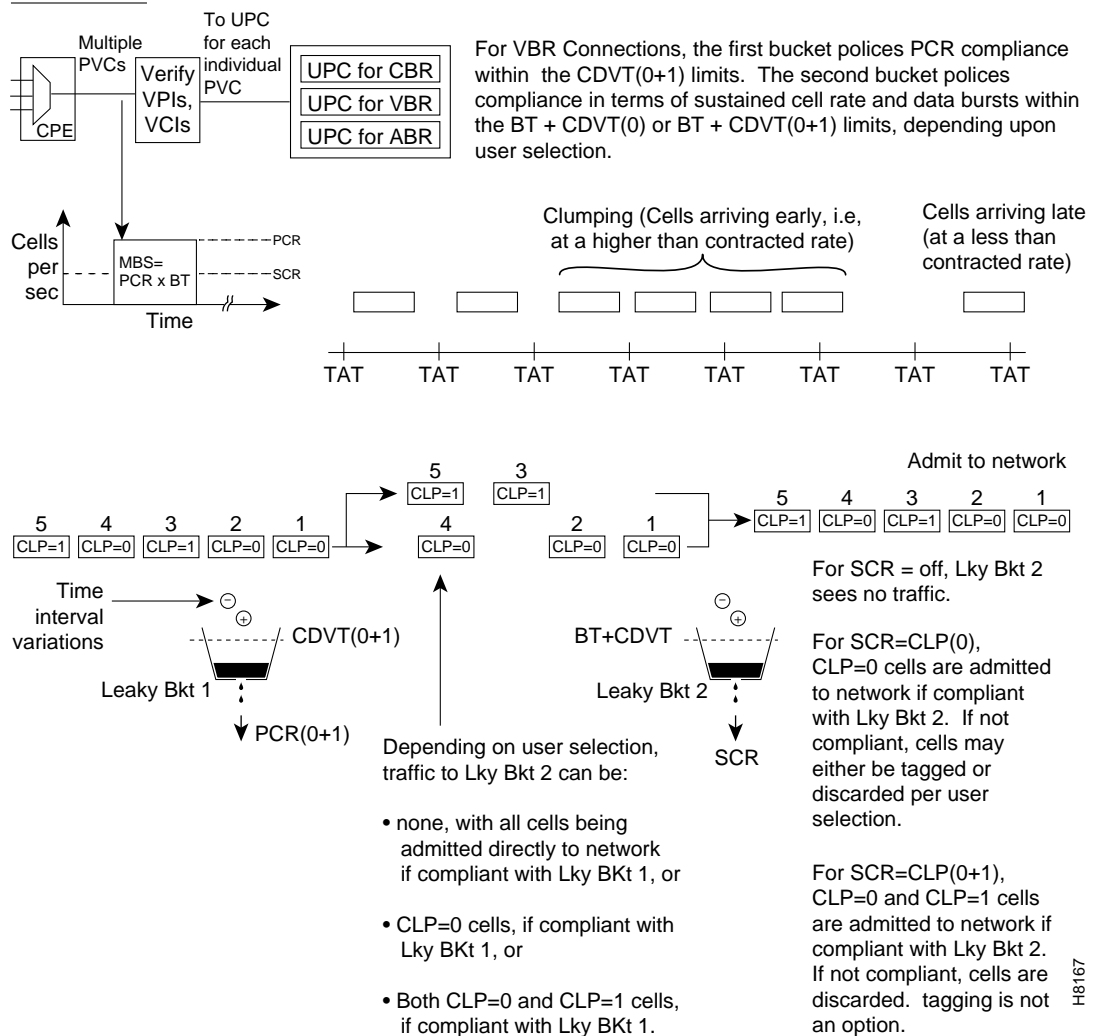 Multiple
PVCs
To UPC
for each
individual
PVC
Verify
VPIs,
VCIs
CPE
UPC for CBR
UPC for VBR
UPC for ABR
For VBR Connections, the first bucket polices PCR compliance
within the CDVT(0+1) limits. The second bucket polices
compliance in terms of sustained cell rate and data bursts within
the BT + CDVT(0) or BT + CDVT(0+1) limits, depending upon
user selection.
Cells
per
sec
MBS=
PCR x BT
PCR
SCR
Time
Clumping (Cells arriving early, i.e,
at a higher than contracted rate)
Cells arriving late
(at a less than
contracted rate)
TAT TAT TAT TAT TAT TAT TAT TAT
5 4 3 2 1
CLP=1 CLP=0 CLP=1 CLP=0 CLP=0
5 3
CLP=1 CLP=1
4 2 1
CLP=0 CLP=0 CLP=0
Admit to network
5 4 3 2 1
CLP=1 CLP=0 CLP=1 CLP=0 CLP=0
Time
interval
variations
− +
CDVT(0+1)
Leaky Bkt 1
PCR(0+1)
− +
BT+CDVT
Leaky Bkt 2
SCR
Depending on user selection,
traffic to Lky Bkt 2 can be:
• none, with all cells being
admitted directly to network
if compliant with Lky BKt 1, or
• CLP=0 cells, if compliant with
Lky BKt 1, or
• Both CLP=0 and CLP=1 cells,
if compliant with Lky BKt 1.
For SCR = off, Lky Bkt 2
sees no traffic.
For SCR=CLP(0),
CLP=0 cells are admitted
to network if compliant
with Lky Bkt 2. If not
compliant, cells may
either be tagged or
discarded per user
selection.
For SCR=CLP(0+1),
CLP=0 and CLP=1 cells
are admitted to network if
compliant with Lky Bkt 2.
If not compliant, cells are
discarded. tagging is not
an option.
H8167